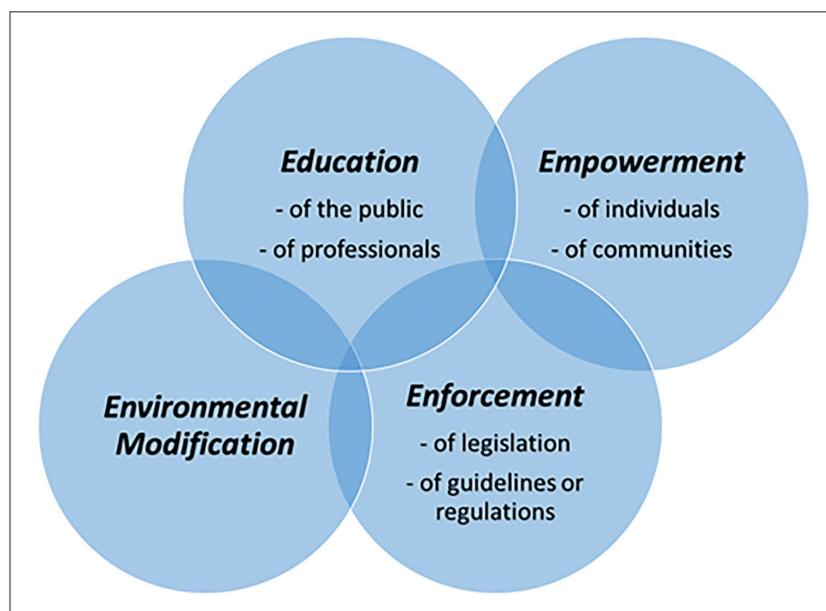 Education
- of the public
- of professionals
Empowerment
- of individuals
- of communities
Environmental
Modification
Enforcement
- of legislation
- of guidelines or
regulations